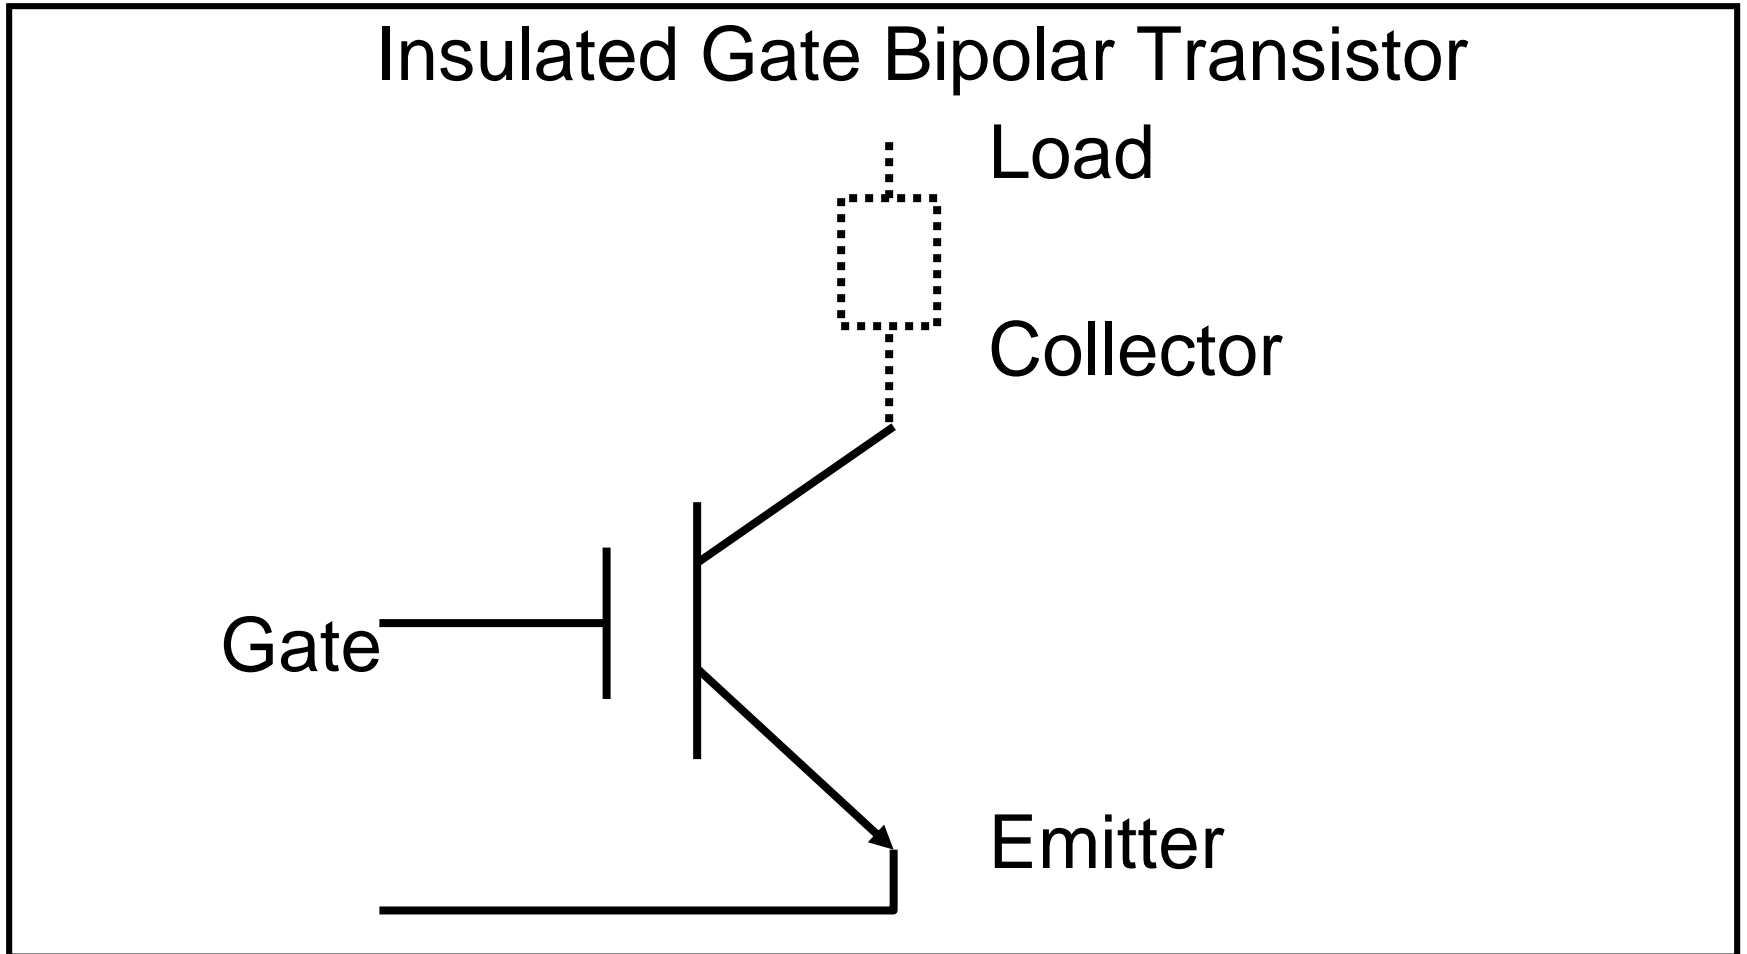 Insulated Gate Bipolar Transistor
Load
Collector
Gate
Emitter